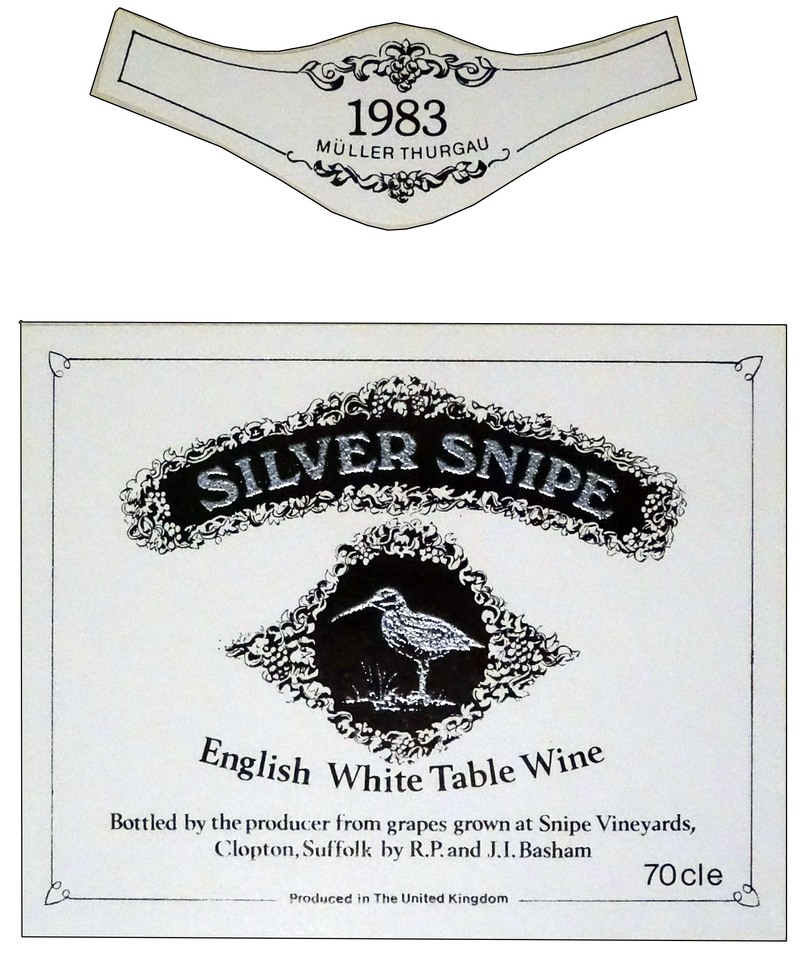 1983
MÜLLER THURGAU
SILVER SNIPE
English White Table Wine
Bottled by the producer from grapes grown at Snipe Vineyards,
Clopton, Suffolk by R.P. and J.I. Basham
70cle
Produced in The United Kingdom